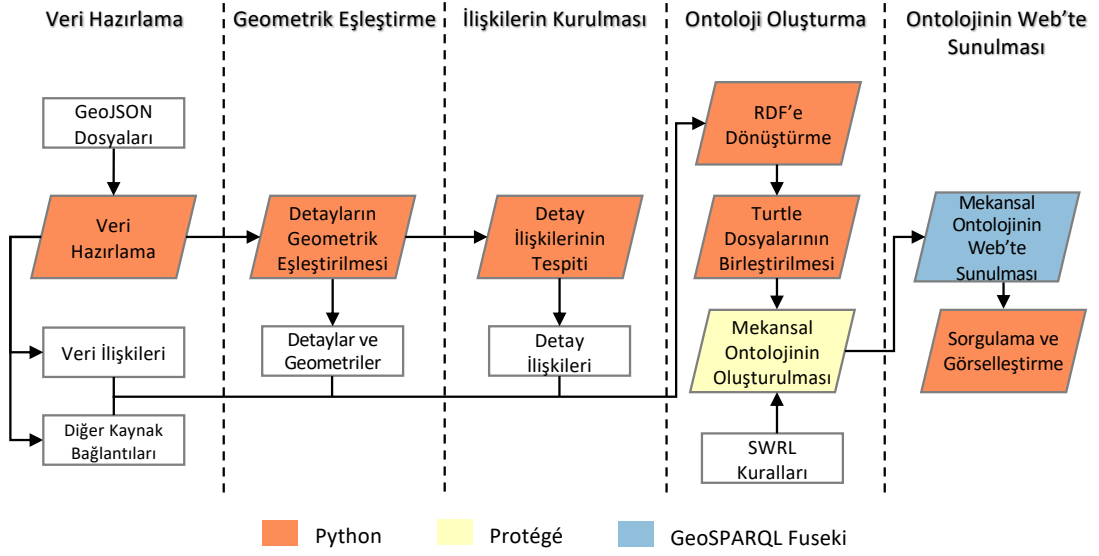 Veri Hazırlama
Geometrik Eşleştirme
İlişkilerin Kurulması
Ontoloji Oluşturma
Ontolojinin Web’te
Sunulması
GeoJSON
Dosyaları
Veri
Hazırlama
Veri İlişkileri
Diğer Kaynak
Bağlantıları
Detayların
Geometrik
Eşleştirilmesi
Detaylar ve
Geometriler
Detay
İlişkilerinin
Tespiti
Detay
İlişkileri
RDF’e
Dönüştürme
Turtle
Dosyalarının
Birleştirilmesi
Mekansal
Ontolojinin
Oluşturulması
SWRL
Kuralları
Mekansal
Ontolojinin
Web’te
Sunulması
Sorgulama ve
Görselleştirme
Python
Protégé
GeoSPARQL Fuseki